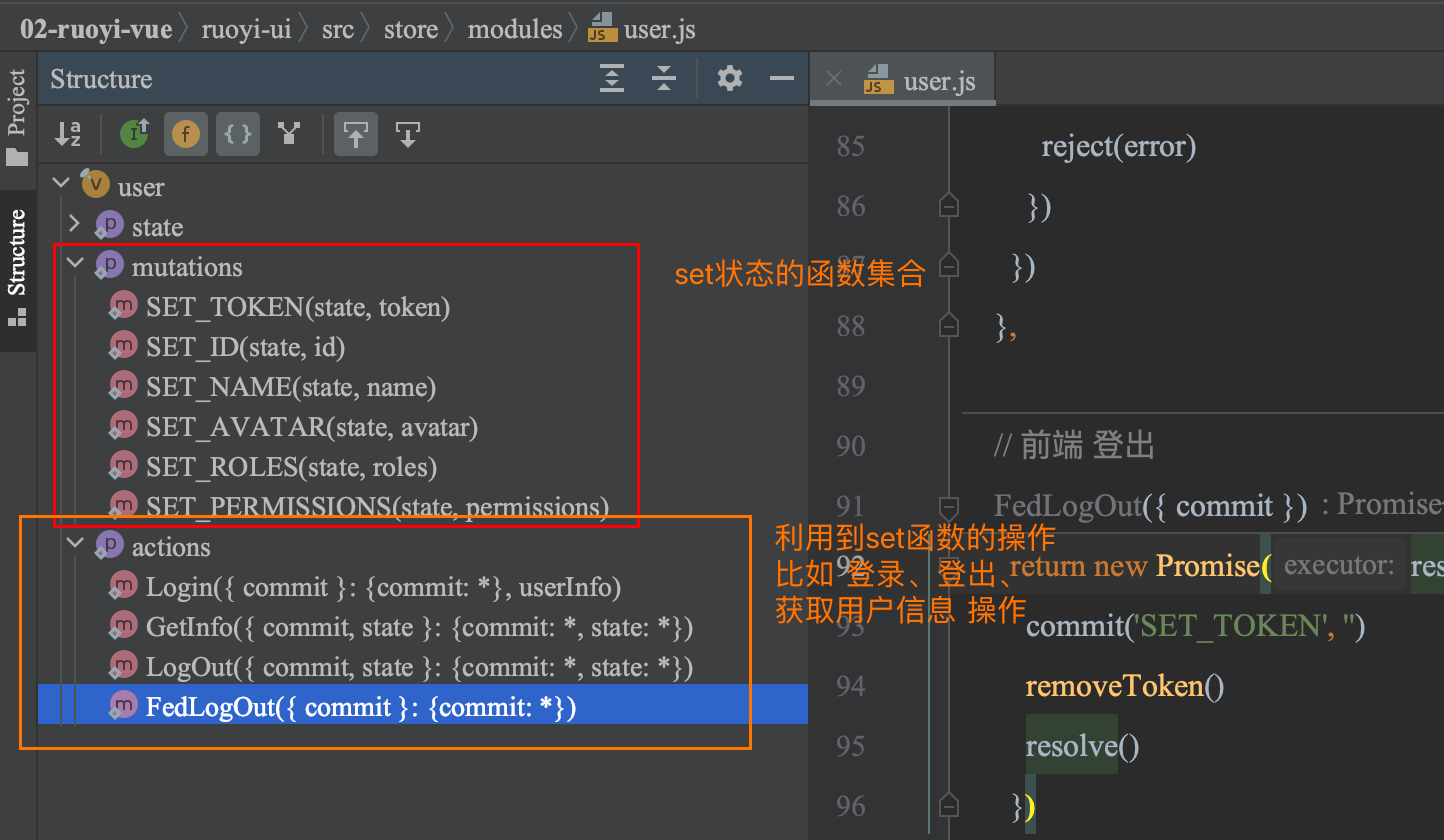 02-ruoyi-vue ruoyi-ui src store modules JS user.js
Project
Structure
Structure
user
state
mutations
SET_TOKEN(state, token)
SET_ID(state, id)
SET_NAME(state, name)
SET_AVATAR(state, avatar)
SET_ROLES(state, roles)
SET_PERMISSIONS(state, permissions)
actions
Login({ commit }: {commit: *}, userInfo)
GetInfo({ commit, state }: {commit: *, state: *})
LogOut({ commit, state }: {commit: *, state: *})
FedLogOut({ commit }: {commit: *})
set状态的函数集合
利用到set函数的操作
比如 登录、登出、
获取用户信息 操作
JS user.js
85 reject(error)
86 })
87 })
88 },
89
90 // 前端 登出
91 FedLogOut({ commit }) : Promise
92 return new Promise( executor: res
93 commit('SET_TOKEN', '')
94 removeToken()
95 resolve()
96 })